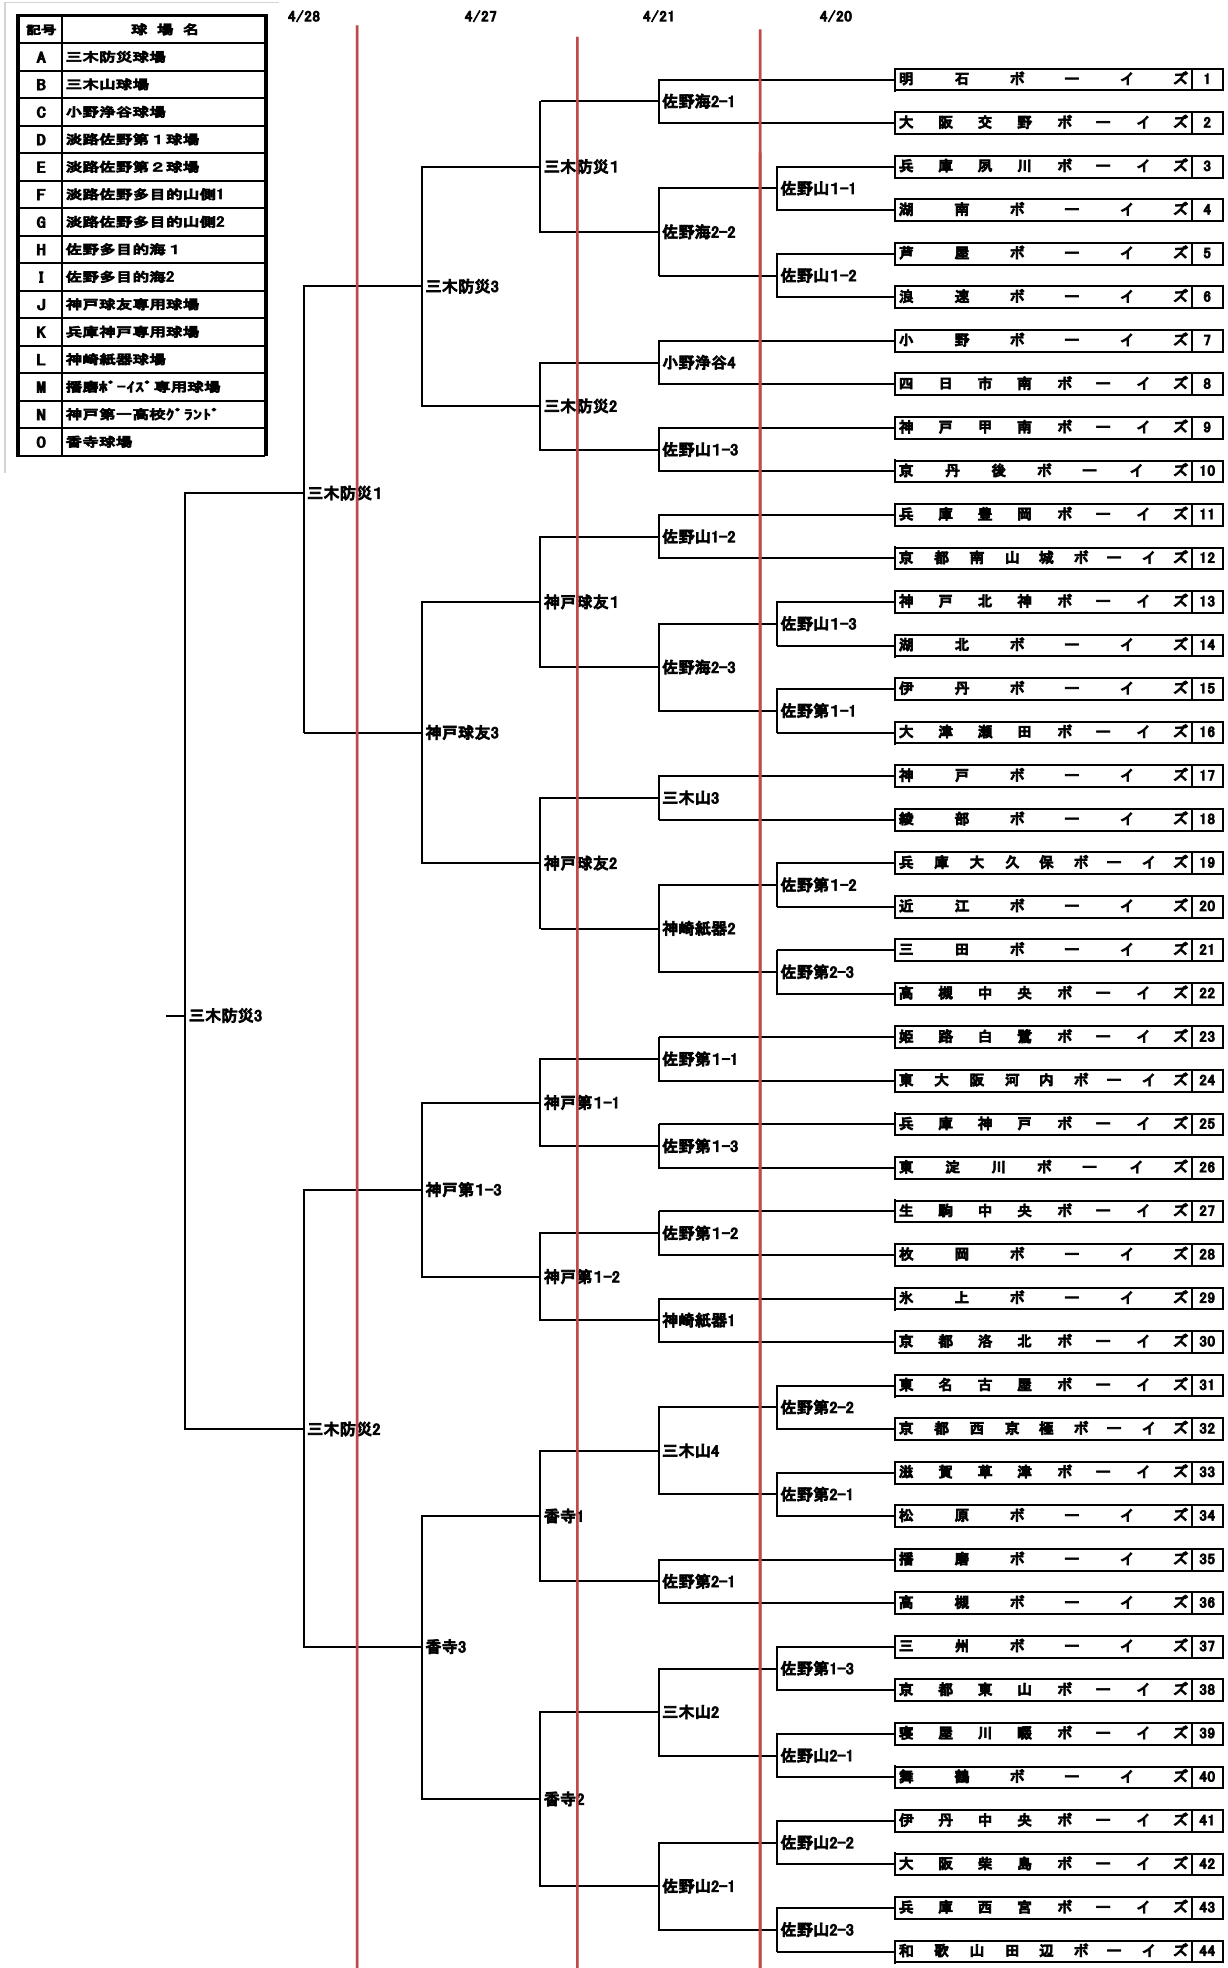 4/28 4/27 4/21 4/20
記号 球場名
A 三木防災球場
B 三木山球場
C 小野浄谷球場
D 淡路佐野第1球場
E 淡路佐野第2球場
F 淡路佐野多目的山側1
G 淡路佐野多目的山側2
H 佐野多目的海1
I 佐野多目的海2
J 神戸球友専用球場
K 兵庫神戸専用球場
L 神崎紙器球場
M 播磨ﾎﾞｰｲｽﾞ専用球場
N 神戸第一高校ｸﾞﾗﾝﾄﾞ
O 香寺球場
明石ボーイズ 1
佐野海2-1
大阪交野ボーイズ 2
三木防災1
兵庫夙川ボーイズ 3
佐野山1-1
湖南ボーイズ 4
佐野海2-2
芦屋ボーイズ 5
佐野山1-2
三木防災3
浪速ボーイズ 6
小野ボーイズ 7
小野浄谷4
四日市南ボーイズ 8
三木防災2
神戸甲南ボーイズ 9
佐野山1-3
京丹後ボーイズ 10
三木防災1
兵庫豊岡ボーイズ 11
佐野山1-2
京都南山城ボーイズ 12
神戸球友1
神戸北神ボーイズ 13
佐野山1-3
湖北ボーイズ 14
佐野海2-3
伊丹ボーイズ 15
佐野第1-1
神戸球友3
大津瀬田ボーイズ 16
神戸ボーイズ 17
三木山3
綾部ボーイズ 18
神戸球友2
兵庫大久保ボーイズ 19
佐野第1-2
近江ボーイズ 20
神崎紙器2
三田ボーイズ 21
佐野第2-3
高槻中央ボーイズ 22
三木防災3
姫路白鷺ボーイズ 23
佐野第1-1
東大阪河内ボーイズ 24
神戸第1-1
兵庫神戸ボーイズ 25
佐野第1-3
東淀川ボーイズ 26
神戸第1-3
生駒中央ボーイズ 27
佐野第1-2
枚岡ボーイズ 28
神戸第1-2
氷上ボーイズ 29
神崎紙器1
京都洛北ボーイズ 30
東名古屋ボーイズ 31
佐野第2-2
京都西京極ボーイズ 32
三木防災2
三木山4
滋賀草津ボーイズ 33
佐野第2-1
松原ボーイズ 34
香寺1
播磨ボーイズ 35
佐野第2-1
高槻ボーイズ 36
香寺3
三州ボーイズ 37
佐野第1-3
京都東山ボーイズ 38
三木山2
寝屋川畷ボーイズ 39
佐野山2-1
舞鶴ボーイズ 40
香寺2
伊丹中央ボーイズ 41
佐野山2-2
大阪柴島ボーイズ 42
佐野山2-1
兵庫西宮ボーイズ 43
佐野山2-3
和歌山田辺ボーイズ 44